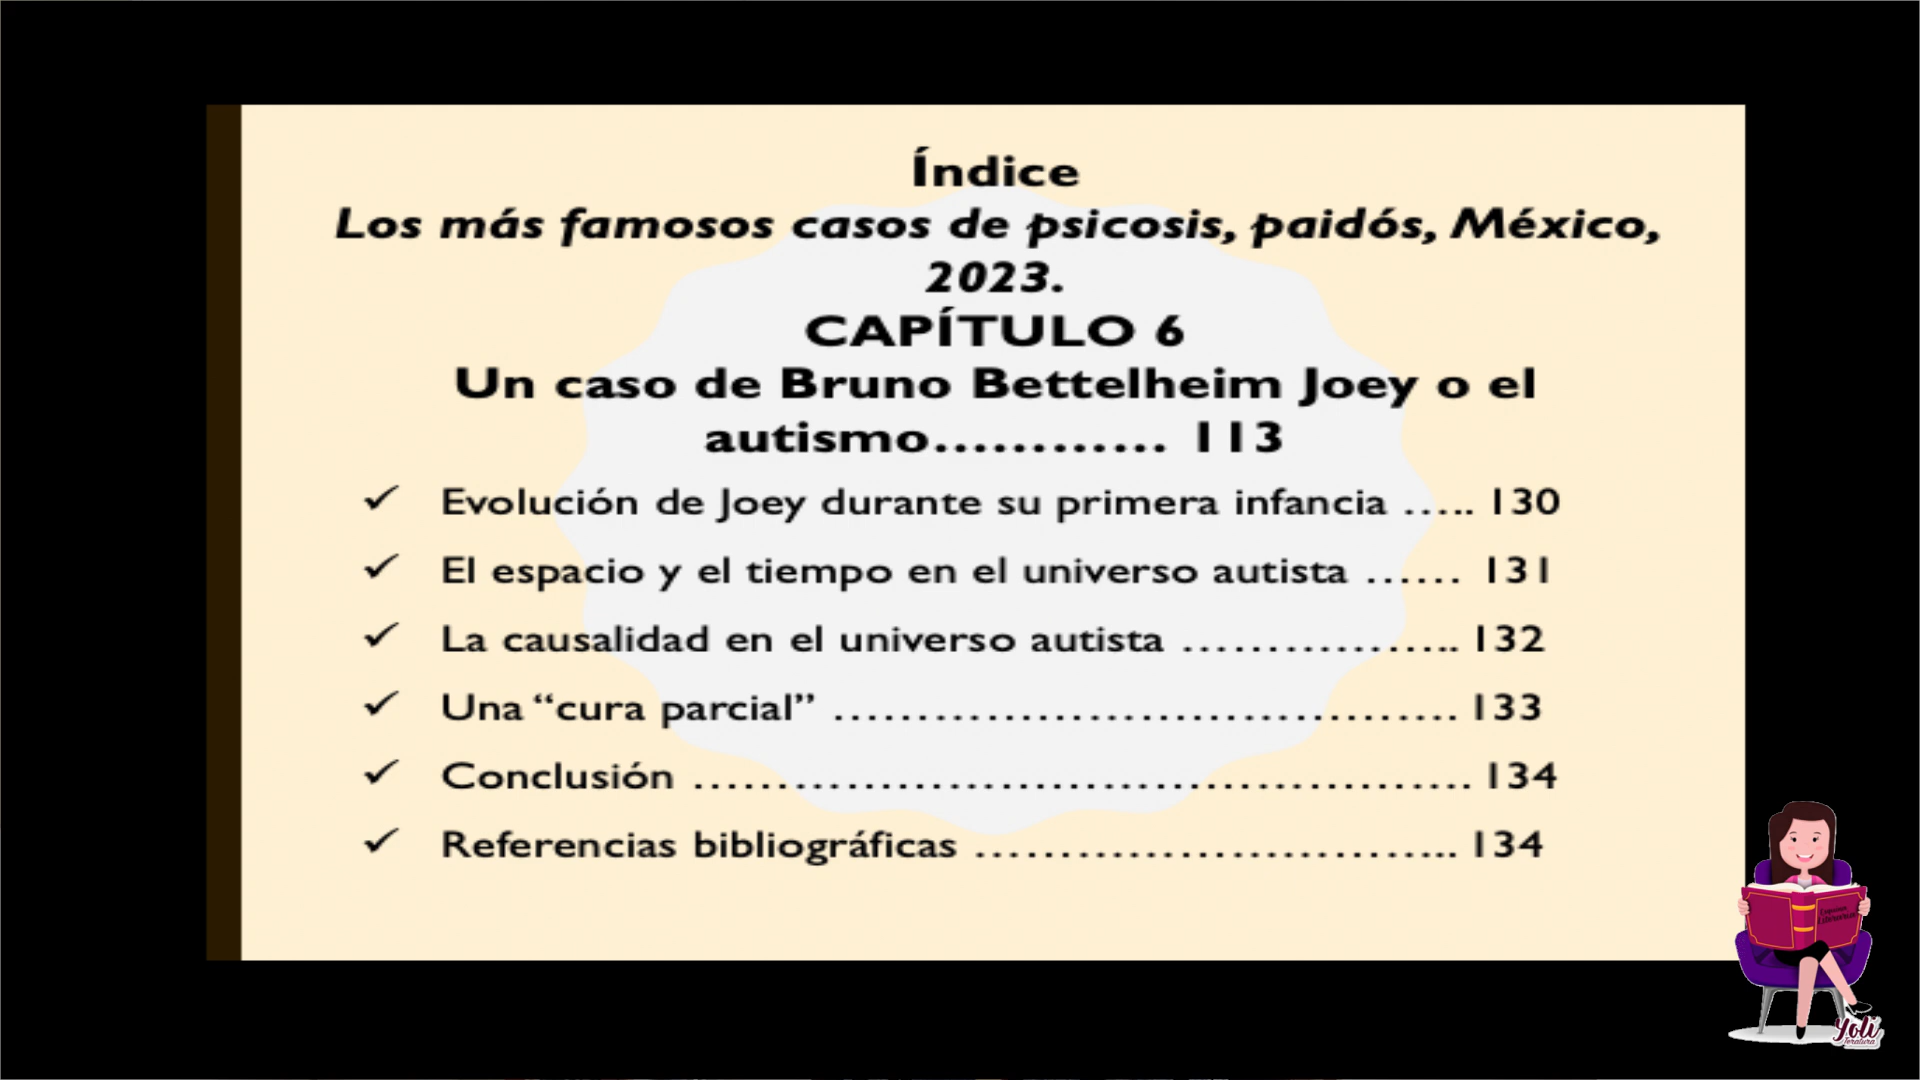 Índice
Los más famosos casos de psicosis, paidós, México,
2023.
CAPÍTULO 6
Un caso de Bruno Bettelheim Joey o el
autismo………… 113
✓ Evolución de Joey durante su primera infancia ….. 130
✓ El espacio y el tiempo en el universo autista …… 131
✓ La causalidad en el universo autista …………….. 132
✓ Una “cura parcial” ………………………………… 133
✓ Conclusión ………………………………………… 134
✓ Referencias bibliográficas ……………………….. 134
Yoli